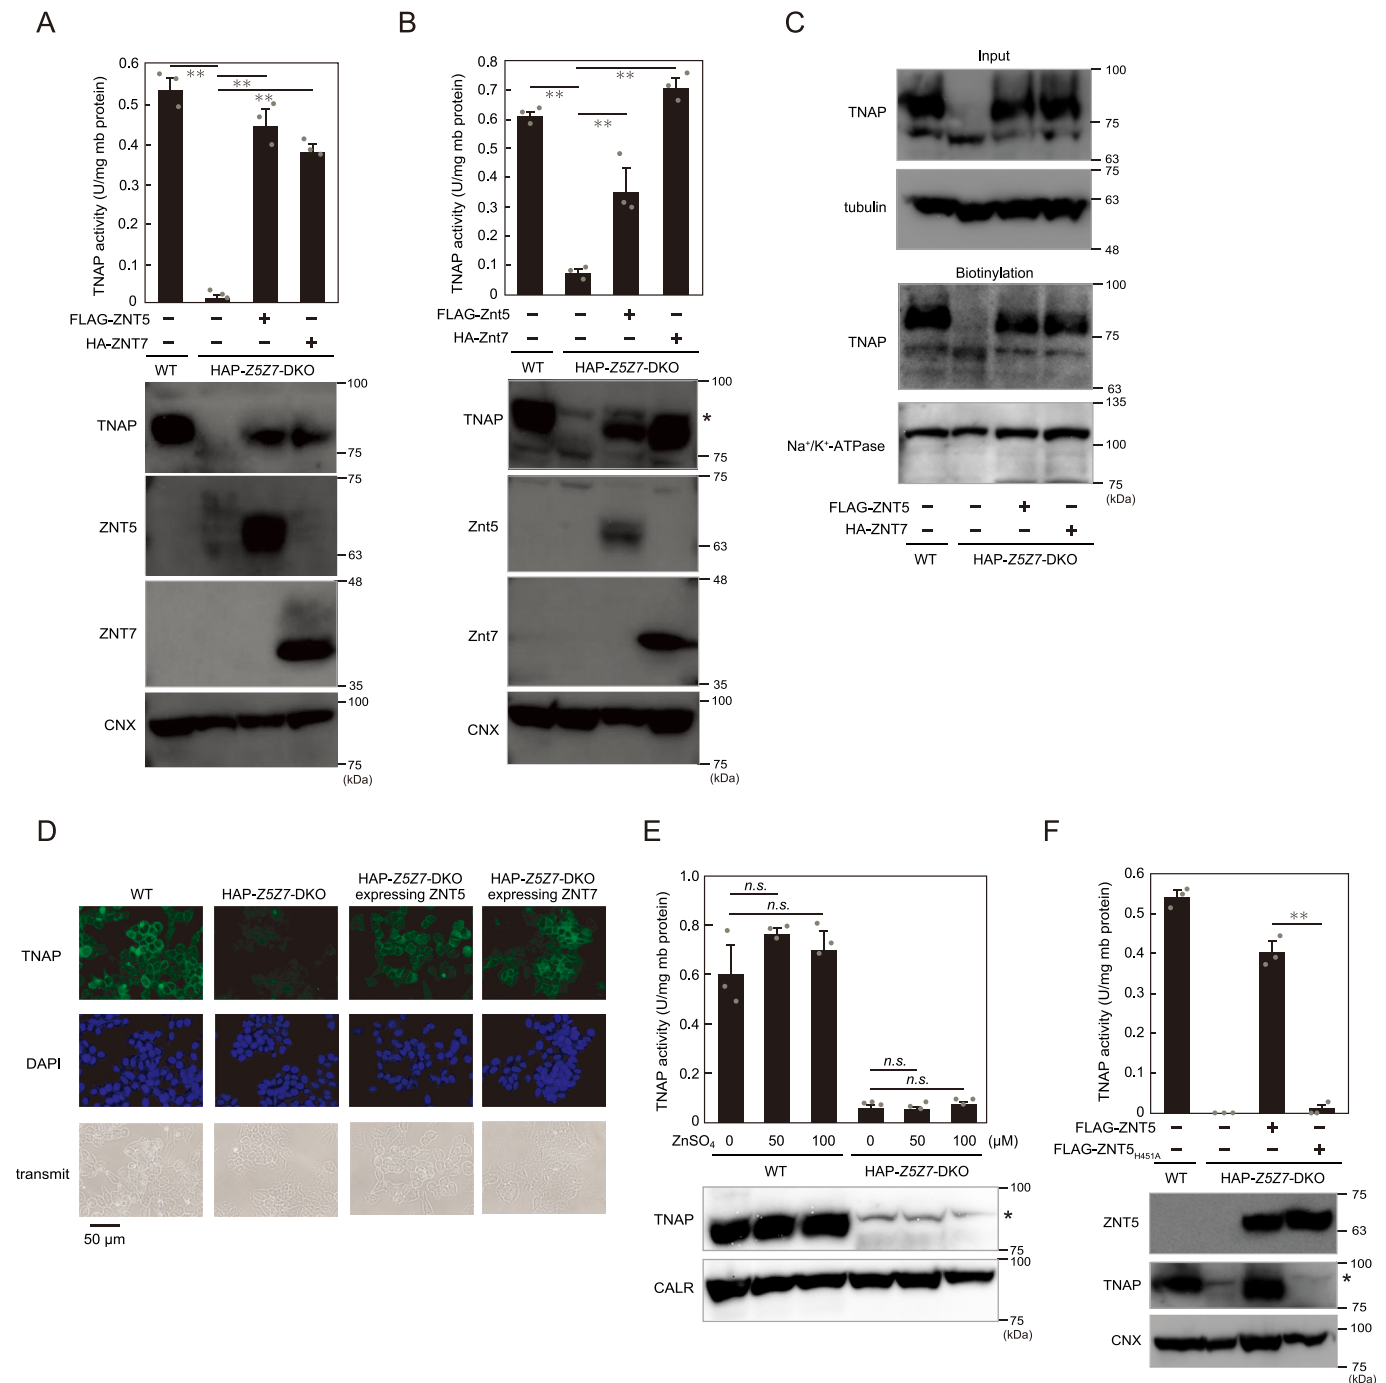 A
TNAP activity (U/mg mb protein)
0.6
0.5
0.4
0.3
0.2
0.1
0
** ** **
FLAG-ZNT5 – – + –
HA-ZNT7 – – – +
WT HAP-Z5Z7-DKO
TNAP 100 75
ZNT5 75 63
ZNT7 48 35
CNX 100 75
(kDa)
B
TNAP activity (U/mg mb protein)
0.8
0.7
0.6
0.5
0.4
0.3
0.2
0.1
0
** ** **
FLAG-Znt5 – – + –
HA-Znt7 – – – +
WT HAP-Z5Z7-DKO
TNAP 100 * 75
Znt5 75 63
Znt7 48 35
CNX 100 75
(kDa)
C
Input
TNAP 100 75 63
tubulin 75 63 48
Biotinylation
TNAP 100 75 63
Na⁺/K⁺-ATPase 135 100 75
(kDa)
FLAG-ZNT5 – – + –
HA-ZNT7 – – – +
WT HAP-Z5Z7-DKO
D
WT
HAP-Z5Z7-DKO
HAP-Z5Z7-DKO
expressing ZNT5
HAP-Z5Z7-DKO
expressing ZNT7
TNAP
DAPI
transmit
50 µm
E
TNAP activity (U/mg mb protein)
1.0
0.8
0.6
0.4
0.2
0
n.s. n.s. n.s. n.s.
ZnSO₄ 0 50 100 0 50 100 (µM)
WT HAP-Z5Z7-DKO
TNAP 100 * 75
CALR 100 75
(kDa)
F
TNAP activity (U/mg mb protein)
0.6
0.5
0.4
0.3
0.2
0.1
0
**
FLAG-ZNT5 – – + –
FLAG-ZNT5H451A – – – +
WT HAP-Z5Z7-DKO
ZNT5 75 63
TNAP 100 * 75
CNX 100 75
(kDa)